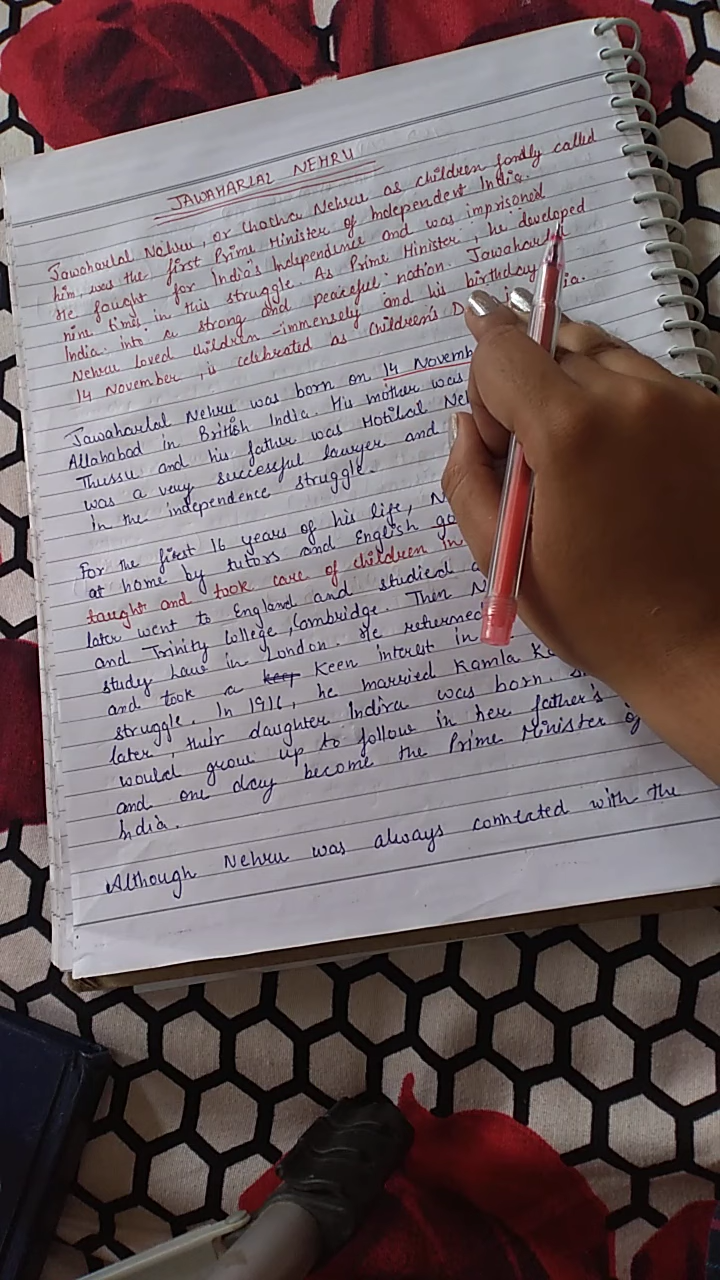 JAWAHARLAL NEHRU
Jawaharlal Nehru, or Chacha Nehru as children fondly called
him, was the first Prime Minister of Independent India.
He fought for India's Independence and was imprisoned
nine times in this struggle. As Prime Minister, he developed
India into a strong and peaceful nation. Jawaharlal
Nehru loved children immensely and his birthday
14 November, is celebrated as Children's
Jawaharlal Nehru was born on 14
Allahabad in British India. His mother was
Thussu and his father was Motilal
was a very successful lawyer and
in the independence struggle.
For the first 16 years of his life,
at home by tutors and English
taught and took care of children in
later went to England and studied
and Trinity College, Cambridge. Then
study Law in London. He returned
and took a keep keen interest in
struggle. In 1916, he married Kamla
later, their daughter Indira was born.
would grow up to follow in her father's
and one day become the Prime Minister of
India.
Although Nehru was always connected with the